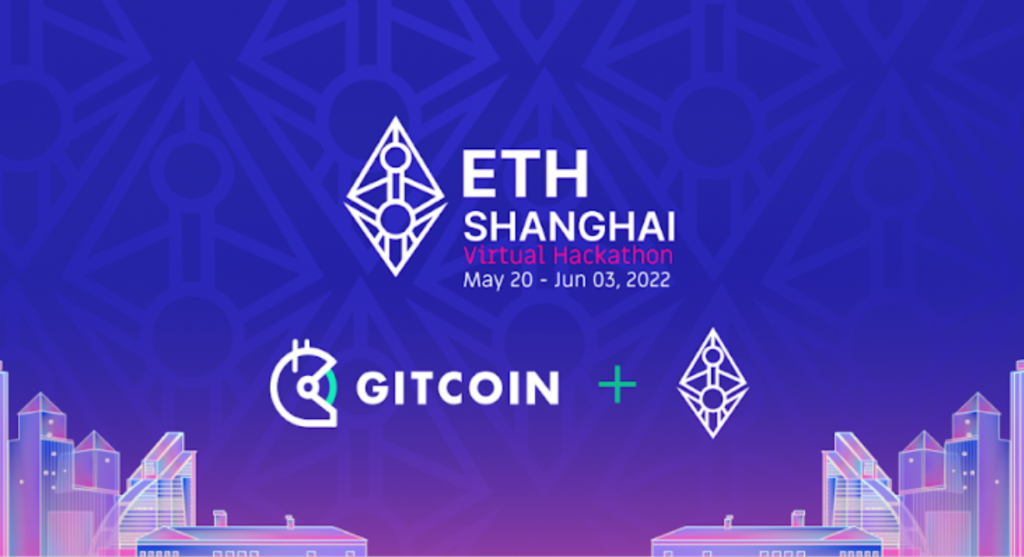 ETH
SHANGHAI
Virtual Hackathon
May 20 - Jun 03, 2022
GITCOIN +